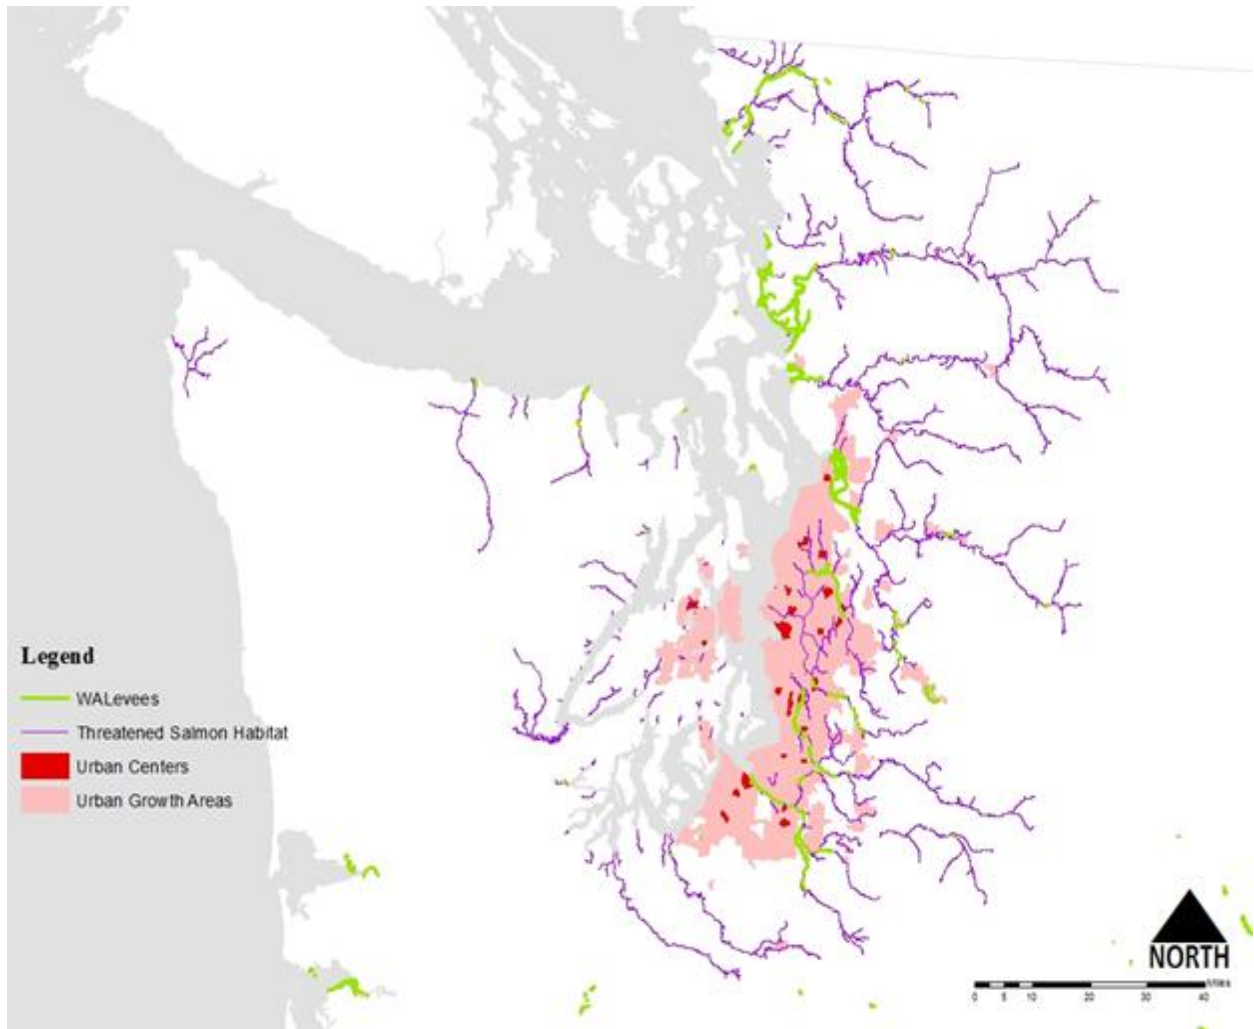 Legend
WALevees
Threatened Salmon Habitat
Urban Centers
Urban Growth Areas
NORTH
Miles
0 5 10 20 30 40